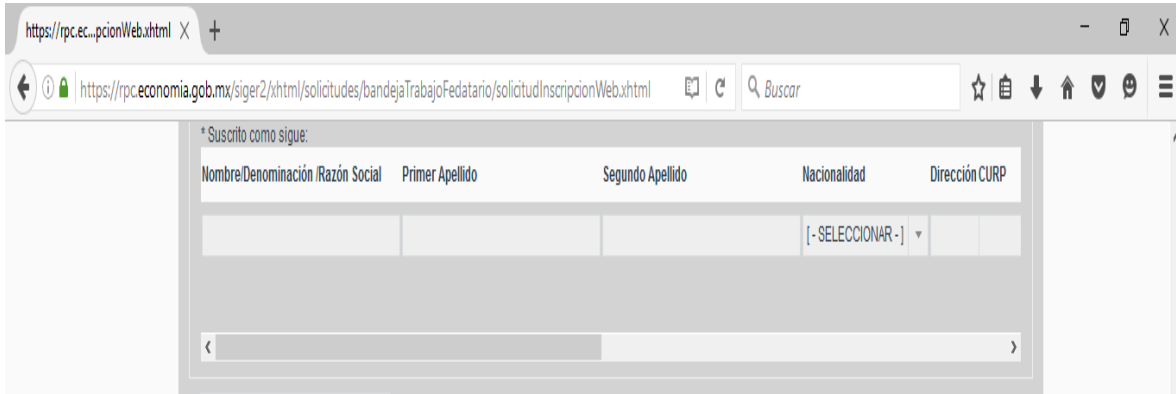 https://rpc.ec...pcionWeb.xhtml
https://rpc.economia.gob.mx/siger2/xhtml/solicitudes/bandejaTrabajoFedatario/solicitudInscripcionWeb.xhtml Buscar
* Suscrito como sigue:
Nombre/Denominación /Razón Social Primer Apellido Segundo Apellido Nacionalidad Dirección CURP
[ - SELECCIONAR - ]